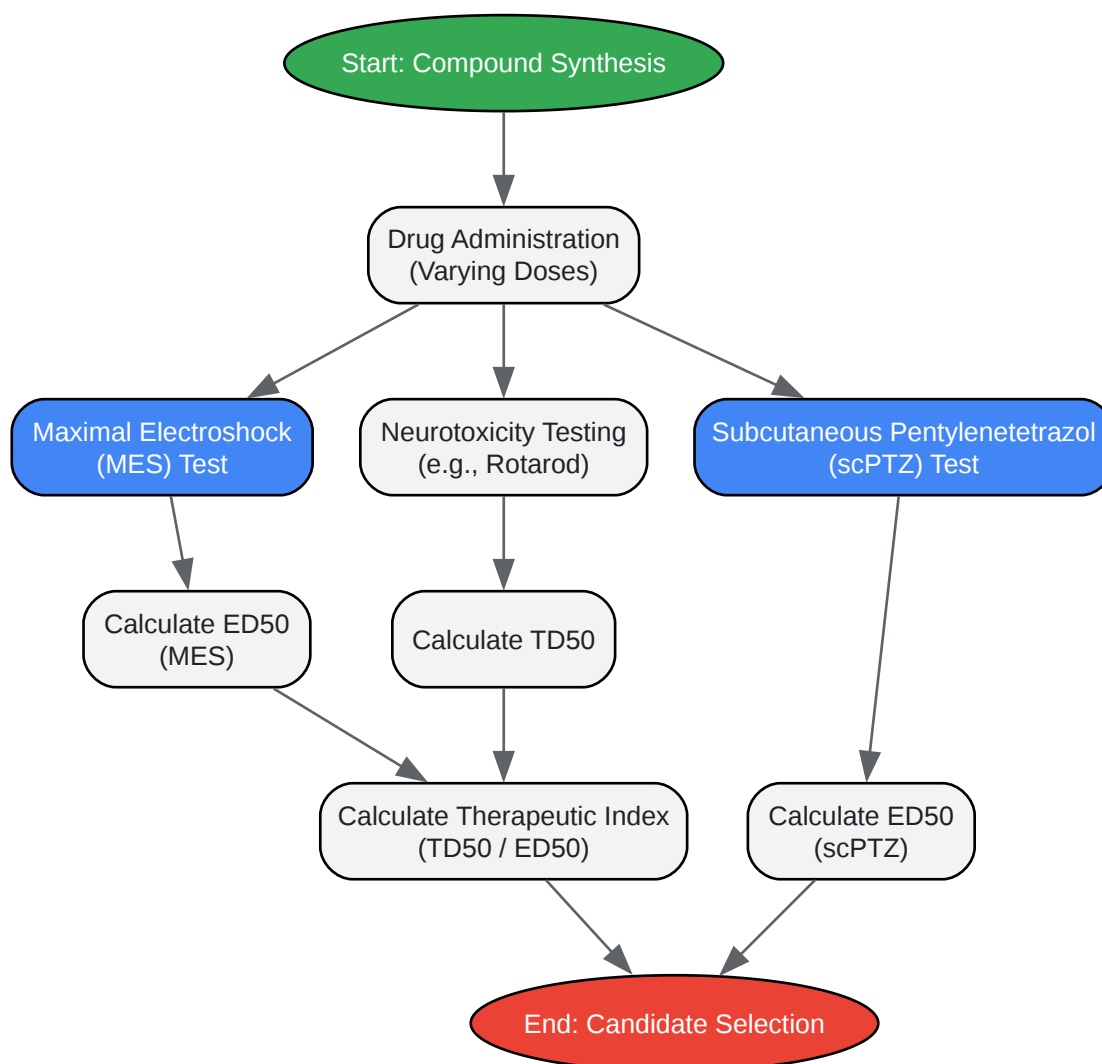 Start: Compound Synthesis
Drug Administration
(Varying Doses)
Maximal Electroshock
(MES) Test
Neurotoxicity Testing
(e.g., Rotarod)
Subcutaneous Pentylenetetrazol
(scPTZ) Test
Calculate ED50
(MES)
Calculate TD50
Calculate Therapeutic Index
(TD50 / ED50)
Calculate ED50
(scPTZ)
End: Candidate Selection